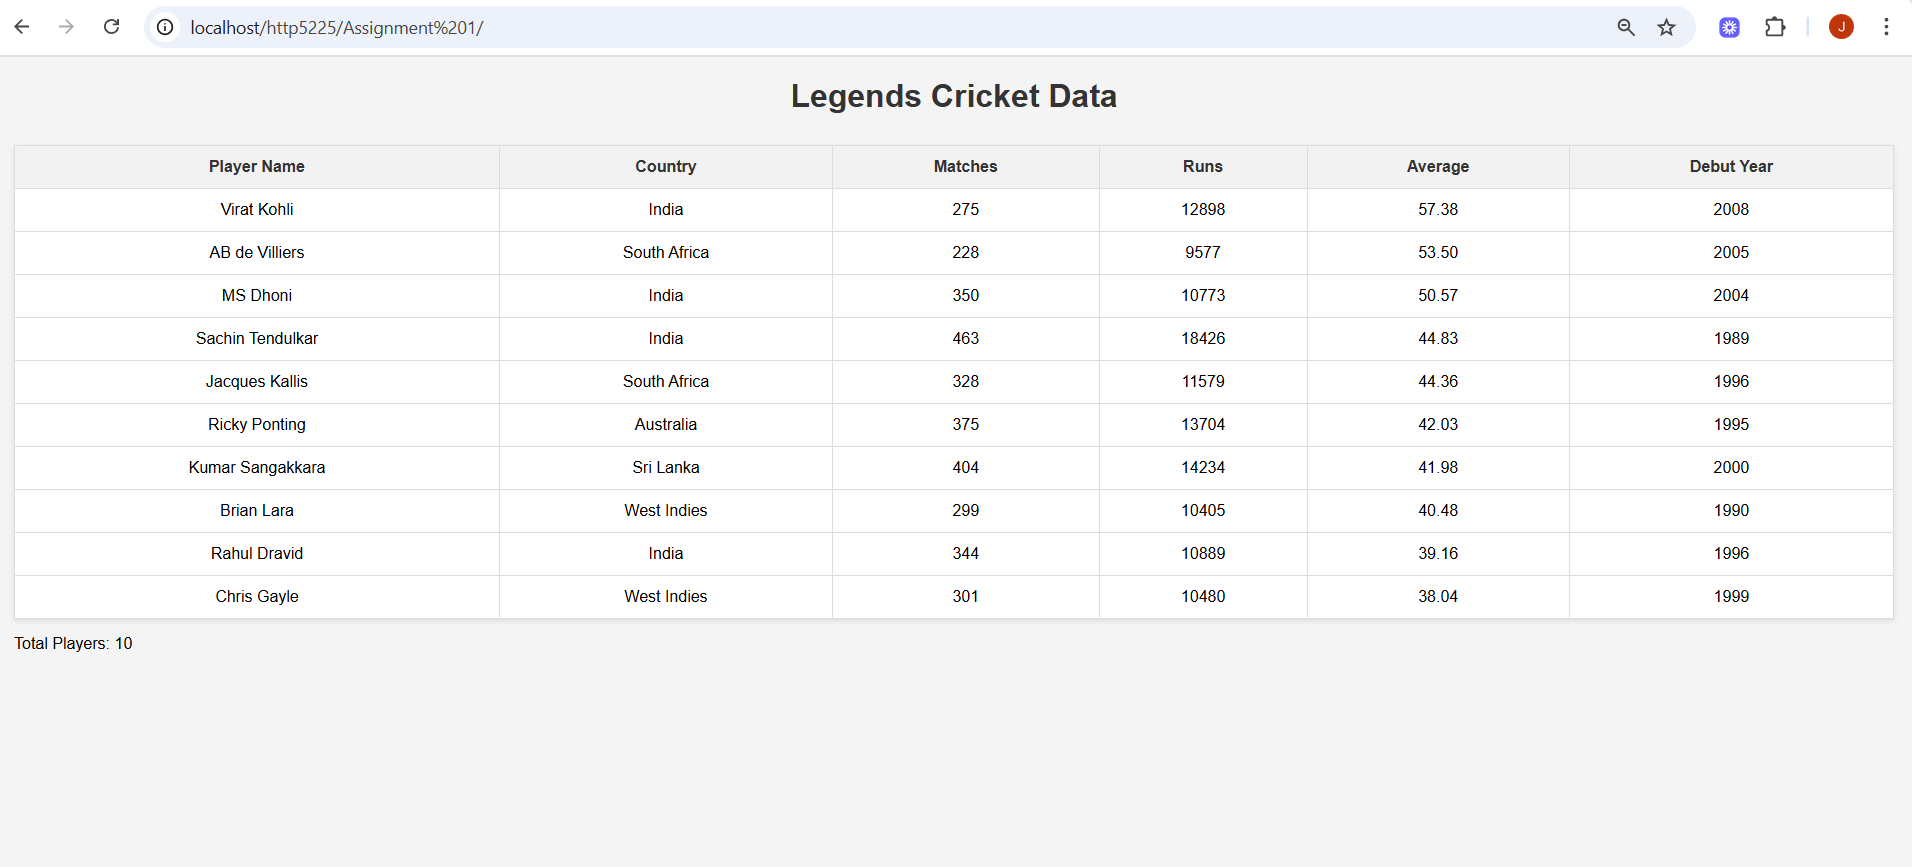 localhost/http5225/Assignment%201/
J
Legends Cricket Data
Player Name Country Matches Runs Average Debut Year
Virat Kohli India 275 12898 57.38 2008
AB de Villiers South Africa 228 9577 53.50 2005
MS Dhoni India 350 10773 50.57 2004
Sachin Tendulkar India 463 18426 44.83 1989
Jacques Kallis South Africa 328 11579 44.36 1996
Ricky Ponting Australia 375 13704 42.03 1995
Kumar Sangakkara Sri Lanka 404 14234 41.98 2000
Brian Lara West Indies 299 10405 40.48 1990
Rahul Dravid India 344 10889 39.16 1996
Chris Gayle West Indies 301 10480 38.04 1999
Total Players: 10